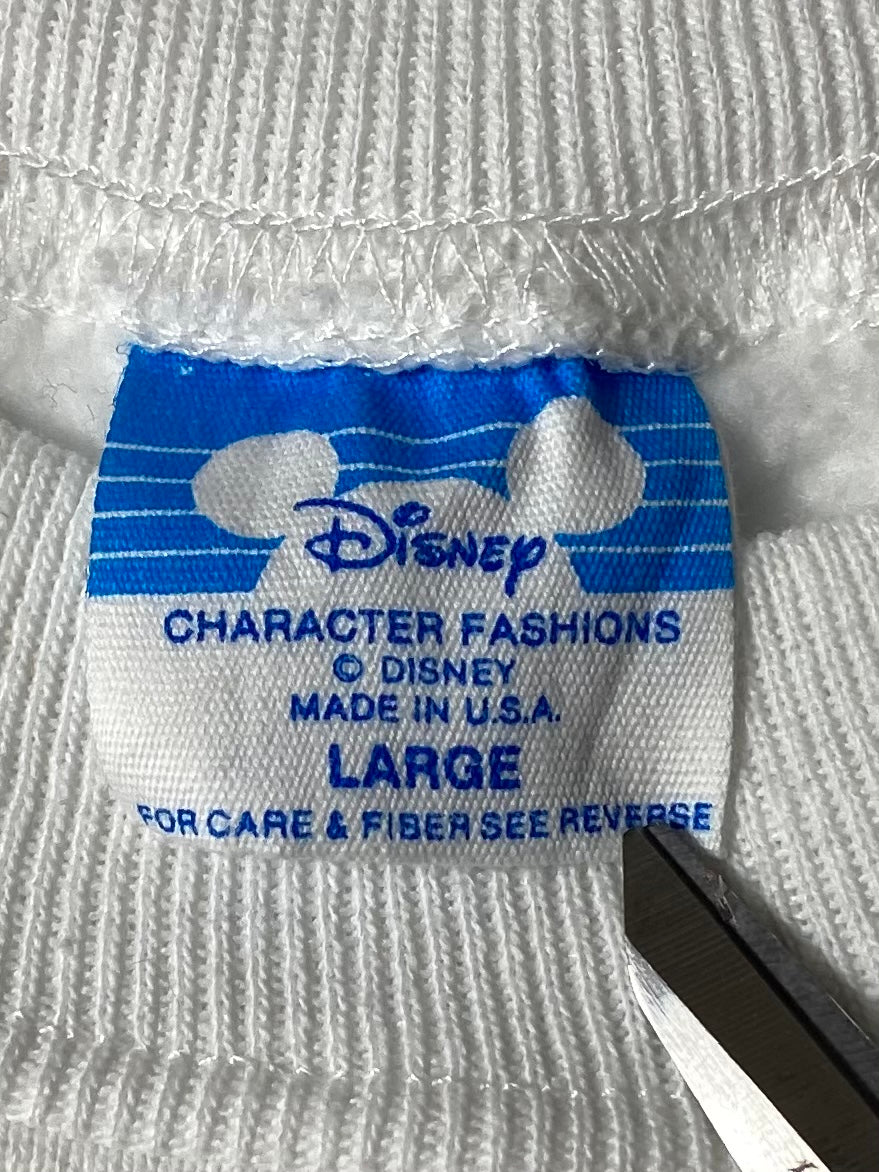 Disney
CHARACTER FASHIONS
© DISNEY
MADE IN U.S.A.
LARGE
FOR CARE & FIBER SEE REVERSE